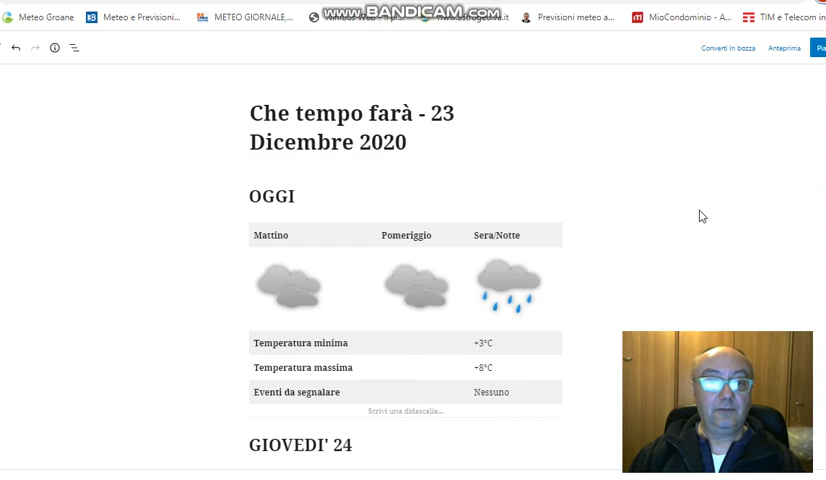 Meteo Groane
Meteo e Previsioni...
METEO GIORNALE,...
Previsioni meteo a...
MioCondominio - A...
TIM e Telecom in
www.BANDICAM.com
Converti in bozza
Anteprima
Che tempo farà - 23
Dicembre 2020
OGGI
Mattino Pomeriggio Sera/Notte
Temperatura minima +3°C
Temperatura massima +8°C
Eventi da segnalare Nessuno
Scrivi una didascalia...
GIOVEDI' 24